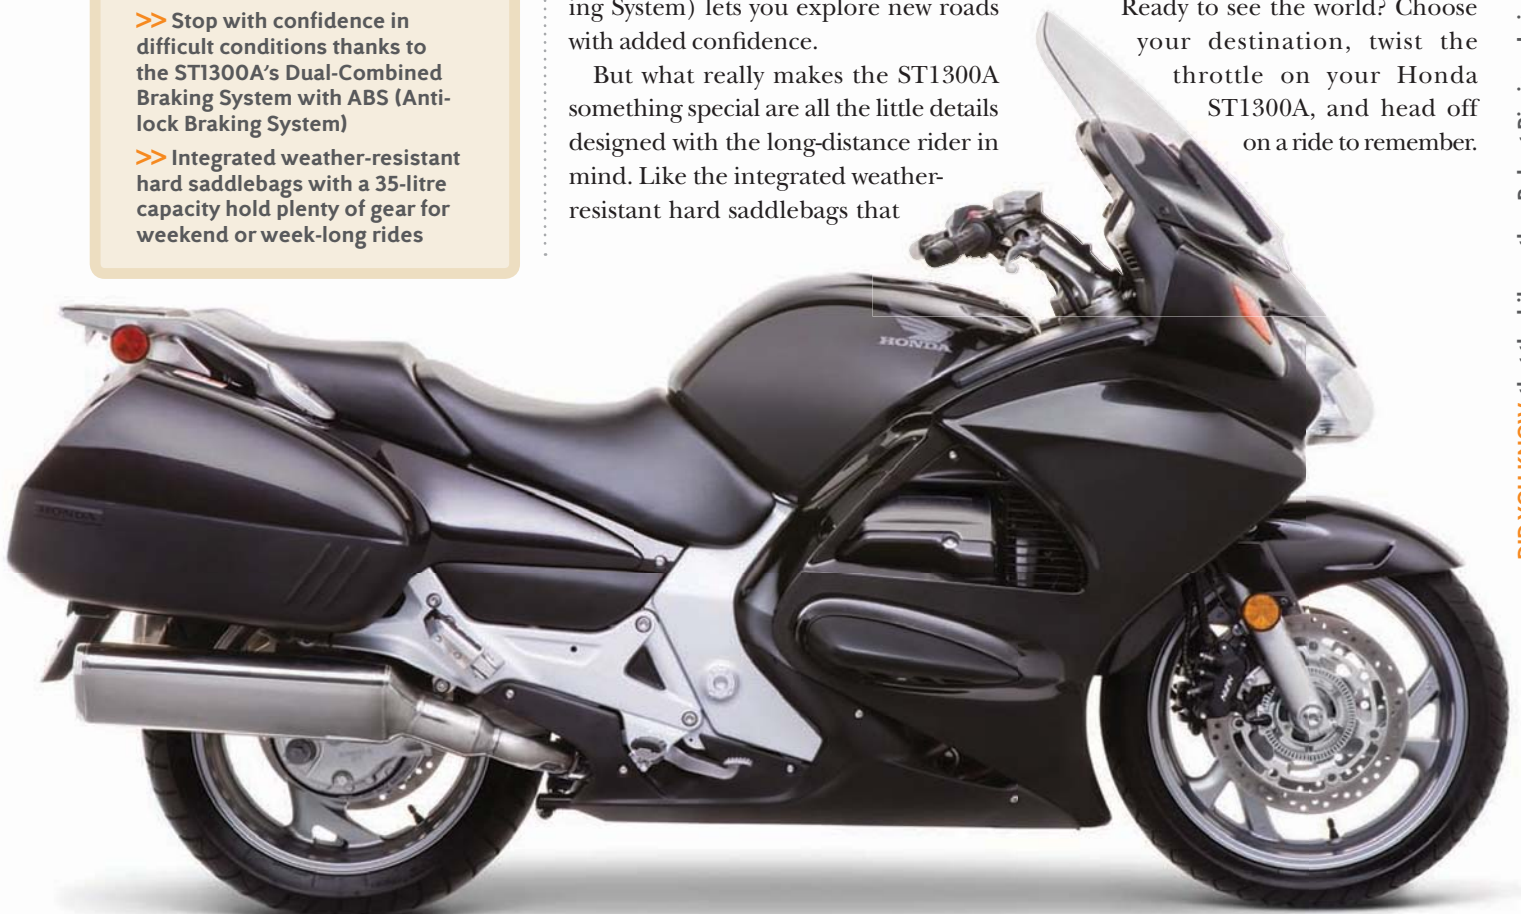 >> Stop with confidence in
difficult conditions thanks to
the ST1300A's Dual-Combined
Braking System with ABS (Anti-
lock Braking System)
>> Integrated weather-resistant
hard saddlebags with a 35-litre
capacity hold plenty of gear for
weekend or week-long rides
ing System) lets you explore new roads
with added confidence.
But what really makes the ST1300A
something special are all the little details
designed with the long-distance rider in
mind. Like the integrated weather-
resistant hard saddlebags that
Ready to see the world? Choose
your destination, twist the
throttle on your Honda
ST1300A, and head off
on a ride to remember.
HONDA
HONDA